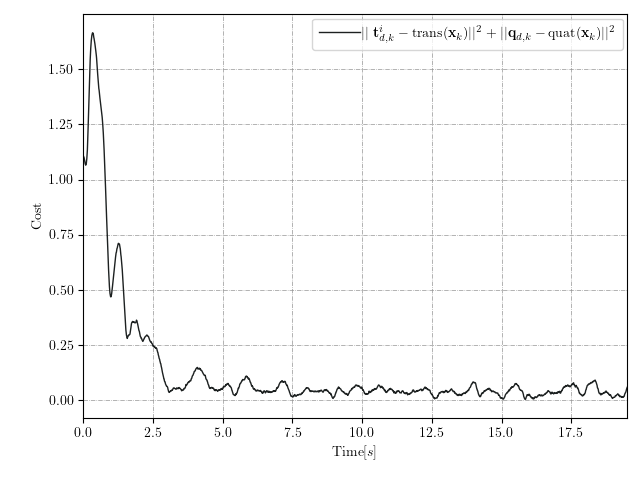 || t^i_{d,k} − trans(x_k)||² + ||q_{d,k} − quat(x_k)||²
1.50
1.25
1.00
0.75
0.50
0.25
0.00
Cost
0.0 2.5 5.0 7.5 10.0 12.5 15.0 17.5
Time[s]